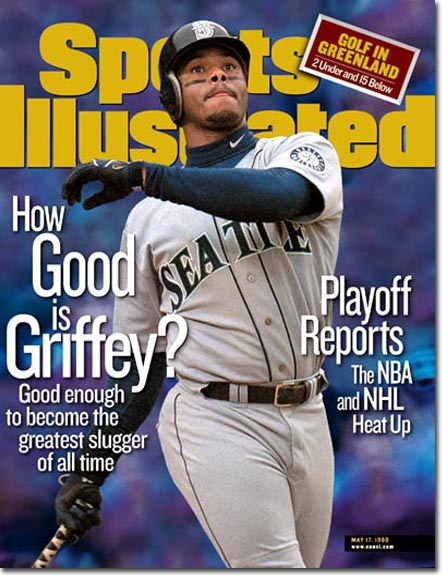 Sports
Illustrated
GOLF IN
GREENLAND
2 Under and 15 Below
SEATTLE
How
Good
is
Griffey?
Good enough
to become the
greatest slugger
of all time
Playoff
Reports
The NBA
and NHL
Heat Up
MAY 17, 1999
www.cnnsi.com